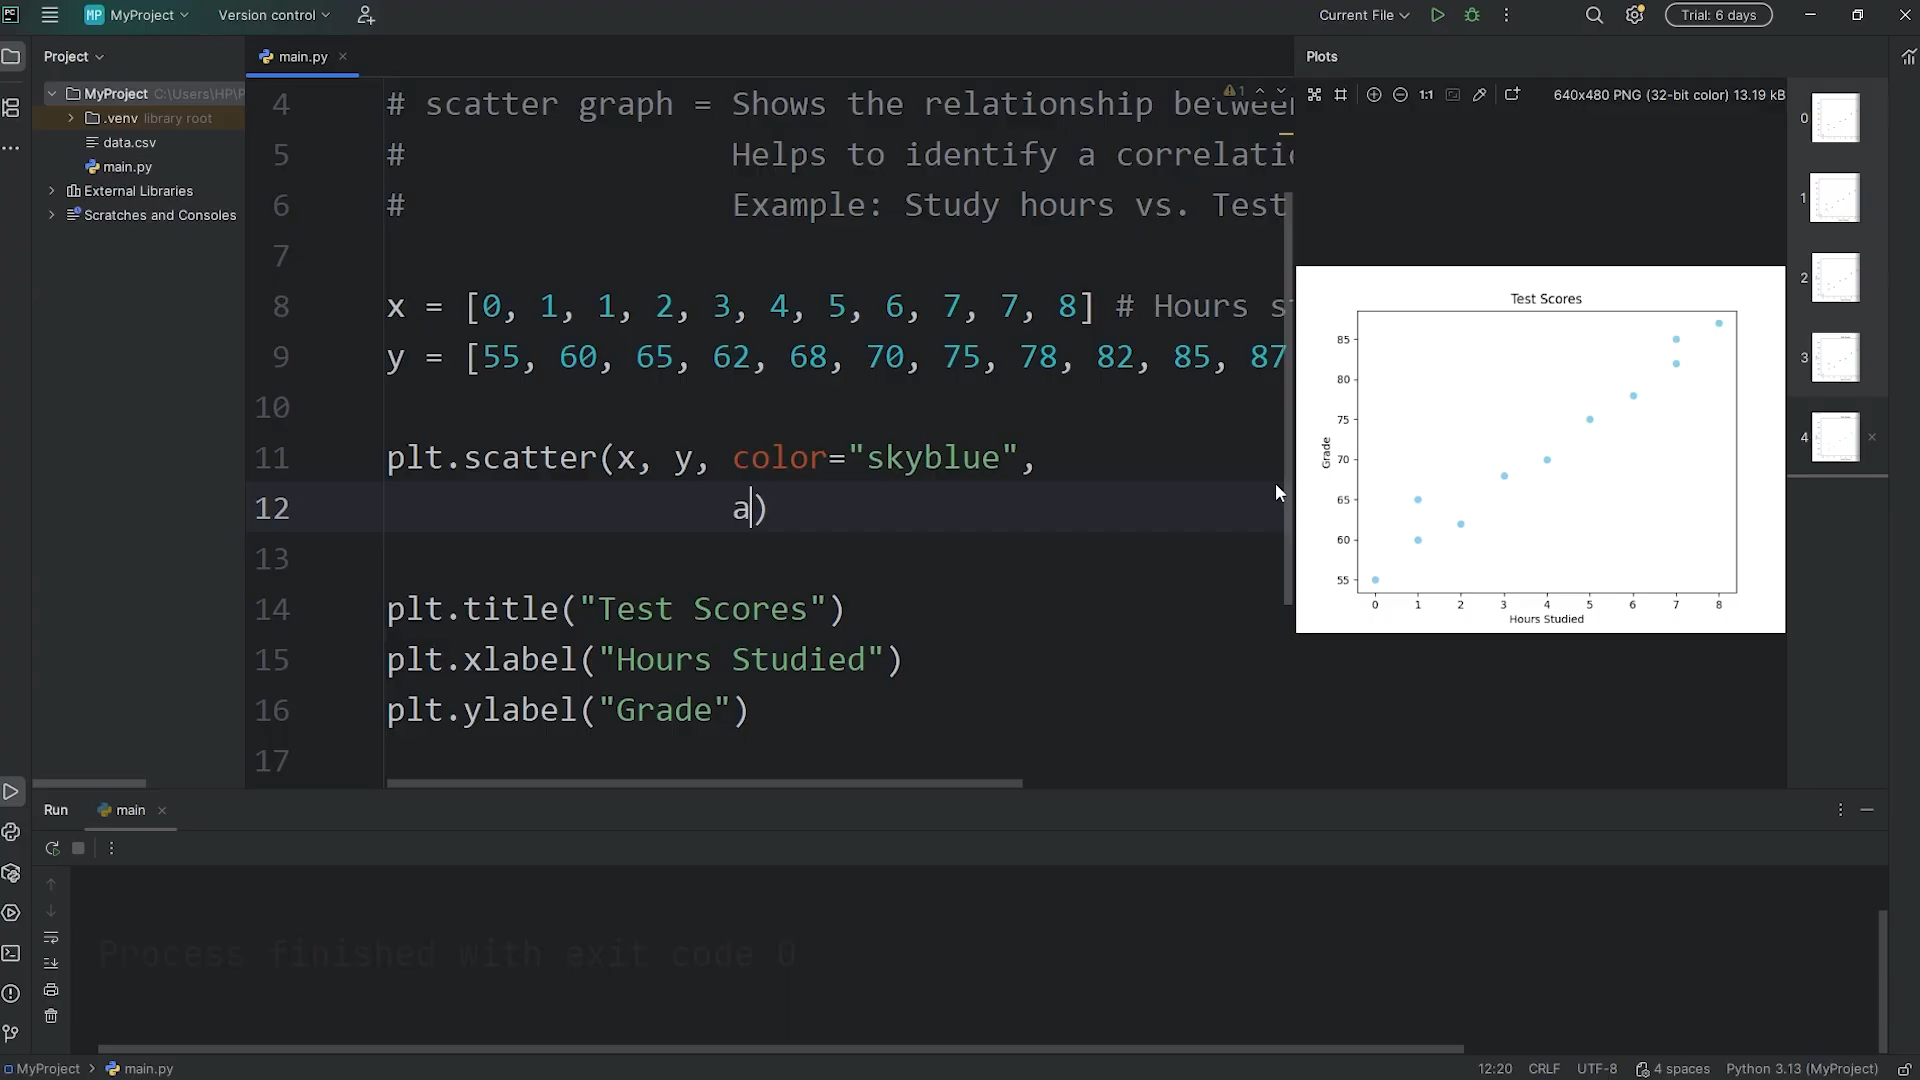 PC
MP MyProject
Version control
Current File
Trial: 6 days
Project
main.py
Plots
MyProject C:\Users\HP\P
.venv library root
data.csv
main.py
External Libraries
Scratches and Consoles
4 # scatter graph = Shows the relationship between
5 # Helps to identify a correlatio
6 # Example: Study hours vs. Test
7
8 x = [0, 1, 1, 2, 3, 4, 5, 6, 7, 7, 8] # Hours s
9 y = [55, 60, 65, 62, 68, 70, 75, 78, 82, 85, 87
10
11 plt.scatter(x, y, color="skyblue",
12 a)
13
14 plt.title("Test Scores")
15 plt.xlabel("Hours Studied")
16 plt.ylabel("Grade")
17
1
1:1
640x480 PNG (32-bit color) 13.19 kB
Test Scores
85
80
75
70
65
60
55
Grade
0 1 2 3 4 5 6 7 8
Hours Studied
0
1
2
3
4
Run
main
Process finished with exit code 0
MyProject > main.py
12:20
CRLF
UTF-8
4 spaces
Python 3.13 (MyProject)